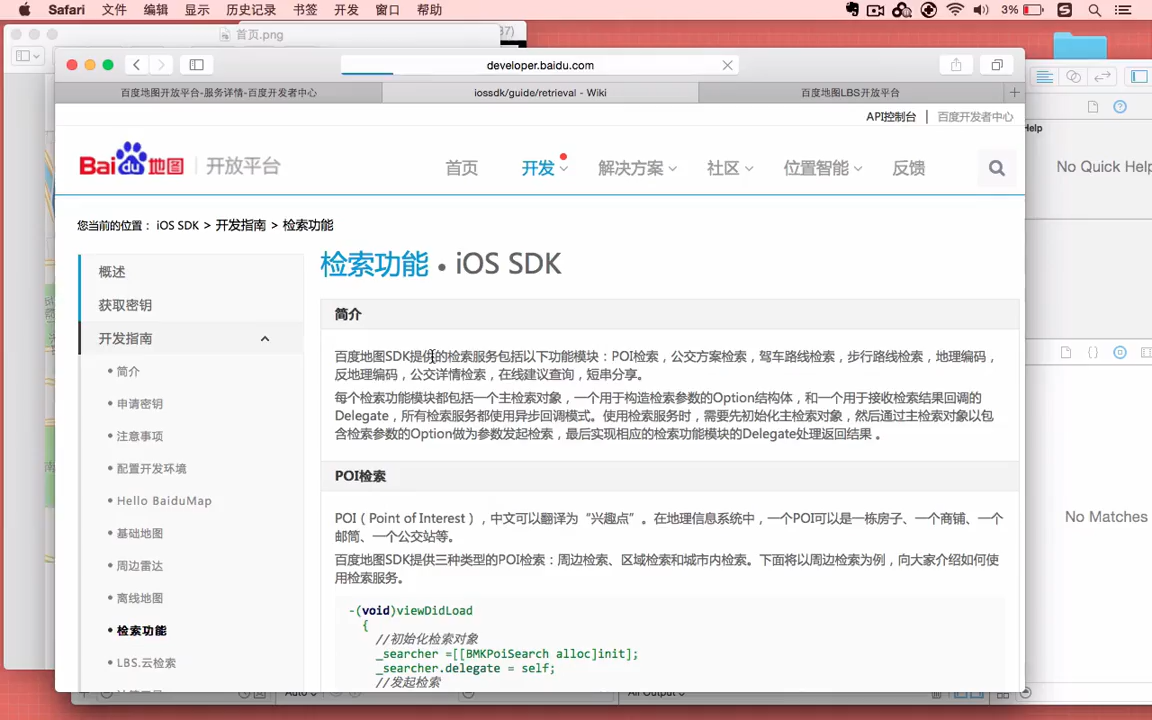 Safari 文件 编辑 显示 历史记录 书签 开发 窗口 帮助 3%
首页.png
developer.baidu.com
百度地图开放平台-服务详情-百度开发者中心
iossdk/guide/retrieval - Wiki
百度地图LBS开放平台
API控制台 | 百度开发者中心
Help
Bai du 地图 开放平台
首页 开发 解决方案 社区 位置智能 反馈
No Quick Help
您当前的位置： iOS SDK > 开发指南 > 检索功能
概述
获取密钥
开发指南
• 简介
• 申请密钥
• 注意事项
• 配置开发环境
• Hello BaiduMap
• 基础地图
• 周边雷达
• 离线地图
• 检索功能
• LBS.云检索
检索功能 • iOS SDK
简介
百度地图SDK提供的检索服务包括以下功能模块：POI检索，公交方案检索，驾车路线检索，步行路线检索，地理编码，
反地理编码，公交详情检索，在线建议查询，短串分享。
每个检索功能模块都包括一个主检索对象，一个用于构造检索参数的Option结构体，和一个用于接收检索结果回调的
Delegate，所有检索服务都使用异步回调模式。使用检索服务时，需要先初始化主检索对象，然后通过主检索对象以包
含检索参数的Option做为参数发起检索，最后实现相应的检索功能模块的Delegate处理返回结果 。
POI检索
POI（Point of Interest），中文可以翻译为“兴趣点”。在地理信息系统中，一个POI可以是一栋房子、一个商铺、一个
邮筒、一个公交站等。
百度地图SDK提供三种类型的POI检索：周边检索、区域检索和城市内检索。下面将以周边检索为例，向大家介绍如何使
用检索服务。
-(void)viewDidLoad
{
//初始化检索对象
_searcher =[[BMKPoiSearch alloc]init];
_searcher.delegate = self;
//发起检索
No Matches
Auto
All Output